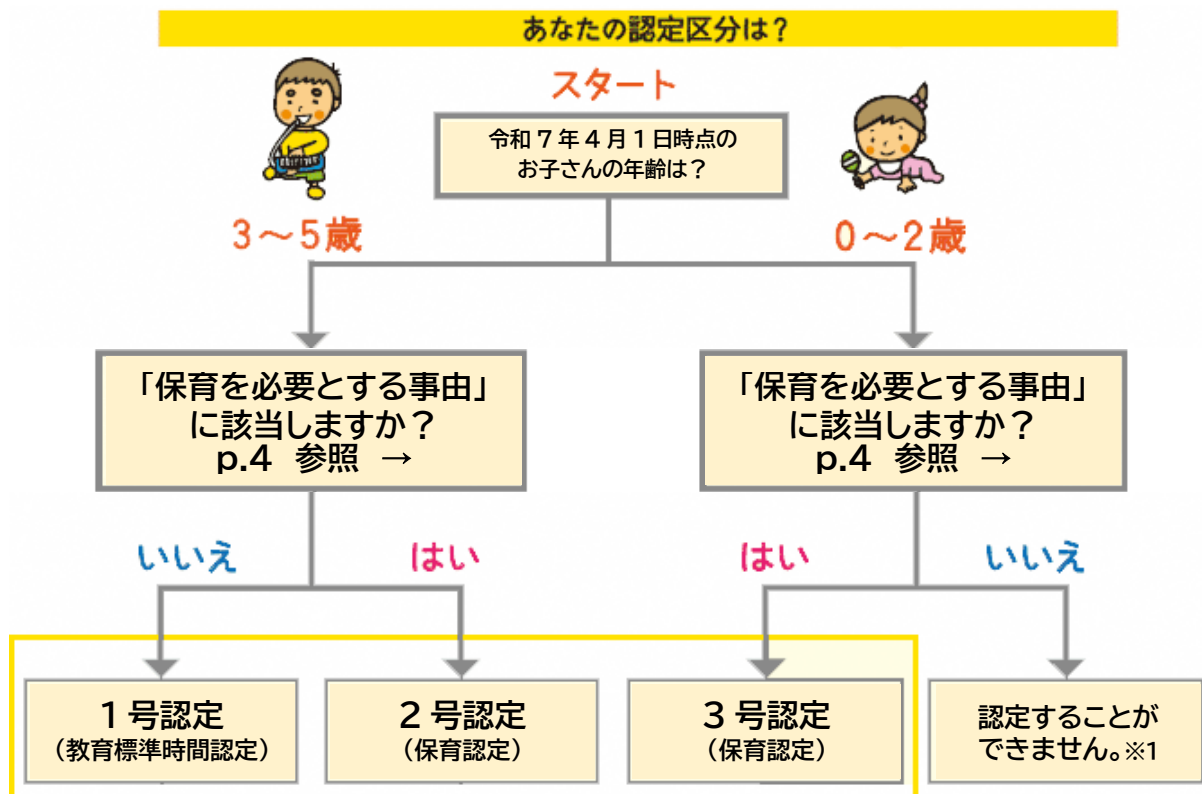 あなたの認定区分は?
スタート
令和7年4月1日時点の
お子さんの年齢は?
3~5歳
0~2歳
「保育を必要とする事由」
に該当しますか?
p.4 参照 →
「保育を必要とする事由」
に該当しますか?
p.4 参照 →
いいえ
はい
はい
いいえ
1号認定
(教育標準時間認定)
2号認定
(保育認定)
3号認定
(保育認定)
認定することが
できません。※1